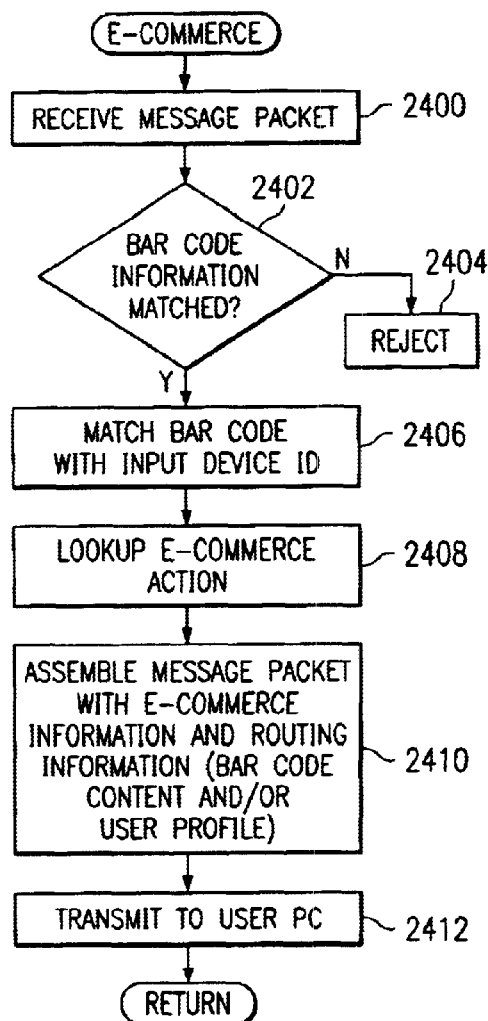 E-COMMERCE
RECEIVE MESSAGE PACKET
2400
2402
BAR CODE
INFORMATION
MATCHED?
N
2404
REJECT
Y
MATCH BAR CODE
WITH INPUT DEVICE ID
2406
LOOKUP E-COMMERCE
ACTION
2408
ASSEMBLE MESSAGE PACKET
WITH E-COMMERCE
INFORMATION AND ROUTING
INFORMATION (BAR CODE
CONTENT AND/OR
USER PROFILE)
2410
TRANSMIT TO USER PC
2412
RETURN